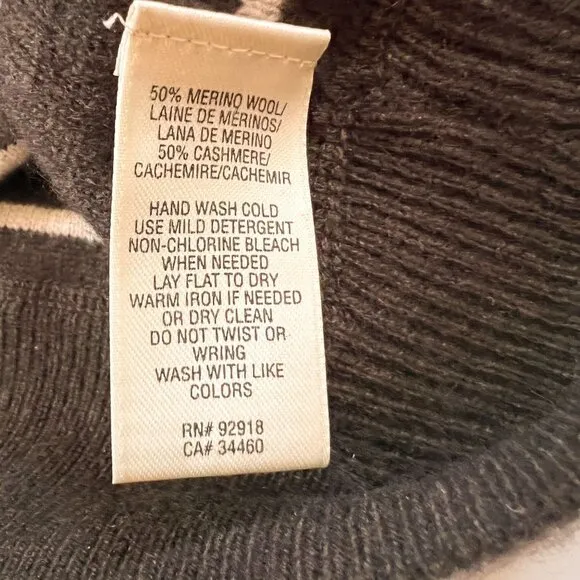 50% MERINO WOOL/
LAINE DE MÉRINOS/
LANA DE MERINO
50% CASHMERE/
CACHEMIRE/CACHEMIR
HAND WASH COLD
USE MILD DETERGENT
NON-CHLORINE BLEACH
WHEN NEEDED
LAY FLAT TO DRY
WARM IRON IF NEEDED
OR DRY CLEAN
DO NOT TWIST OR
WRING
WASH WITH LIKE
COLORS
RN# 92918
CA# 34460